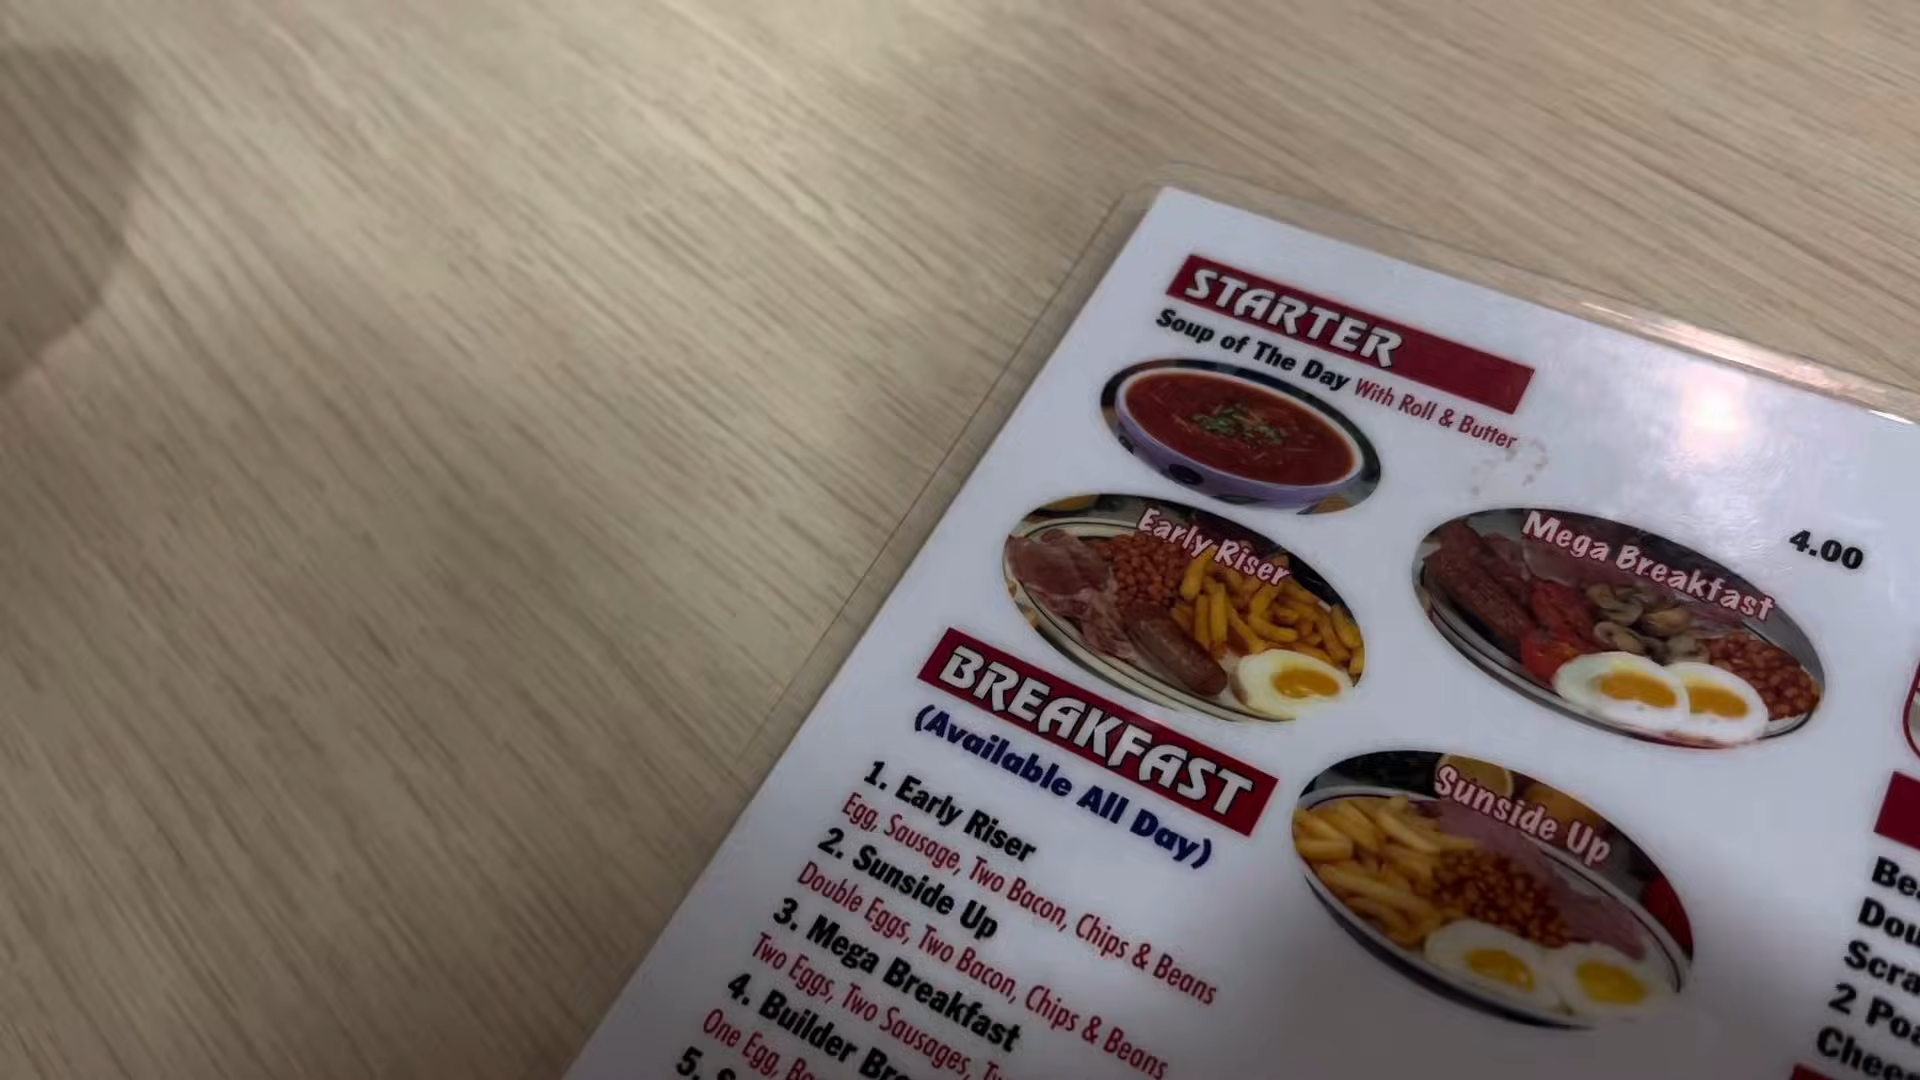 STARTER
Soup of The Day With Roll & Butter
4.00
Early Riser
Mega Breakfast
BREAKFAST
(Available All Day)
Sunside Up
1. Early Riser
Egg, Sausage, Two Bacon, Chips & Beans
2. Sunside Up
Double Eggs, Two Bacon, Chips & Beans
3. Mega Breakfast
Two Eggs, Two Sausages,
4. Builder
One Egg,
5.
2